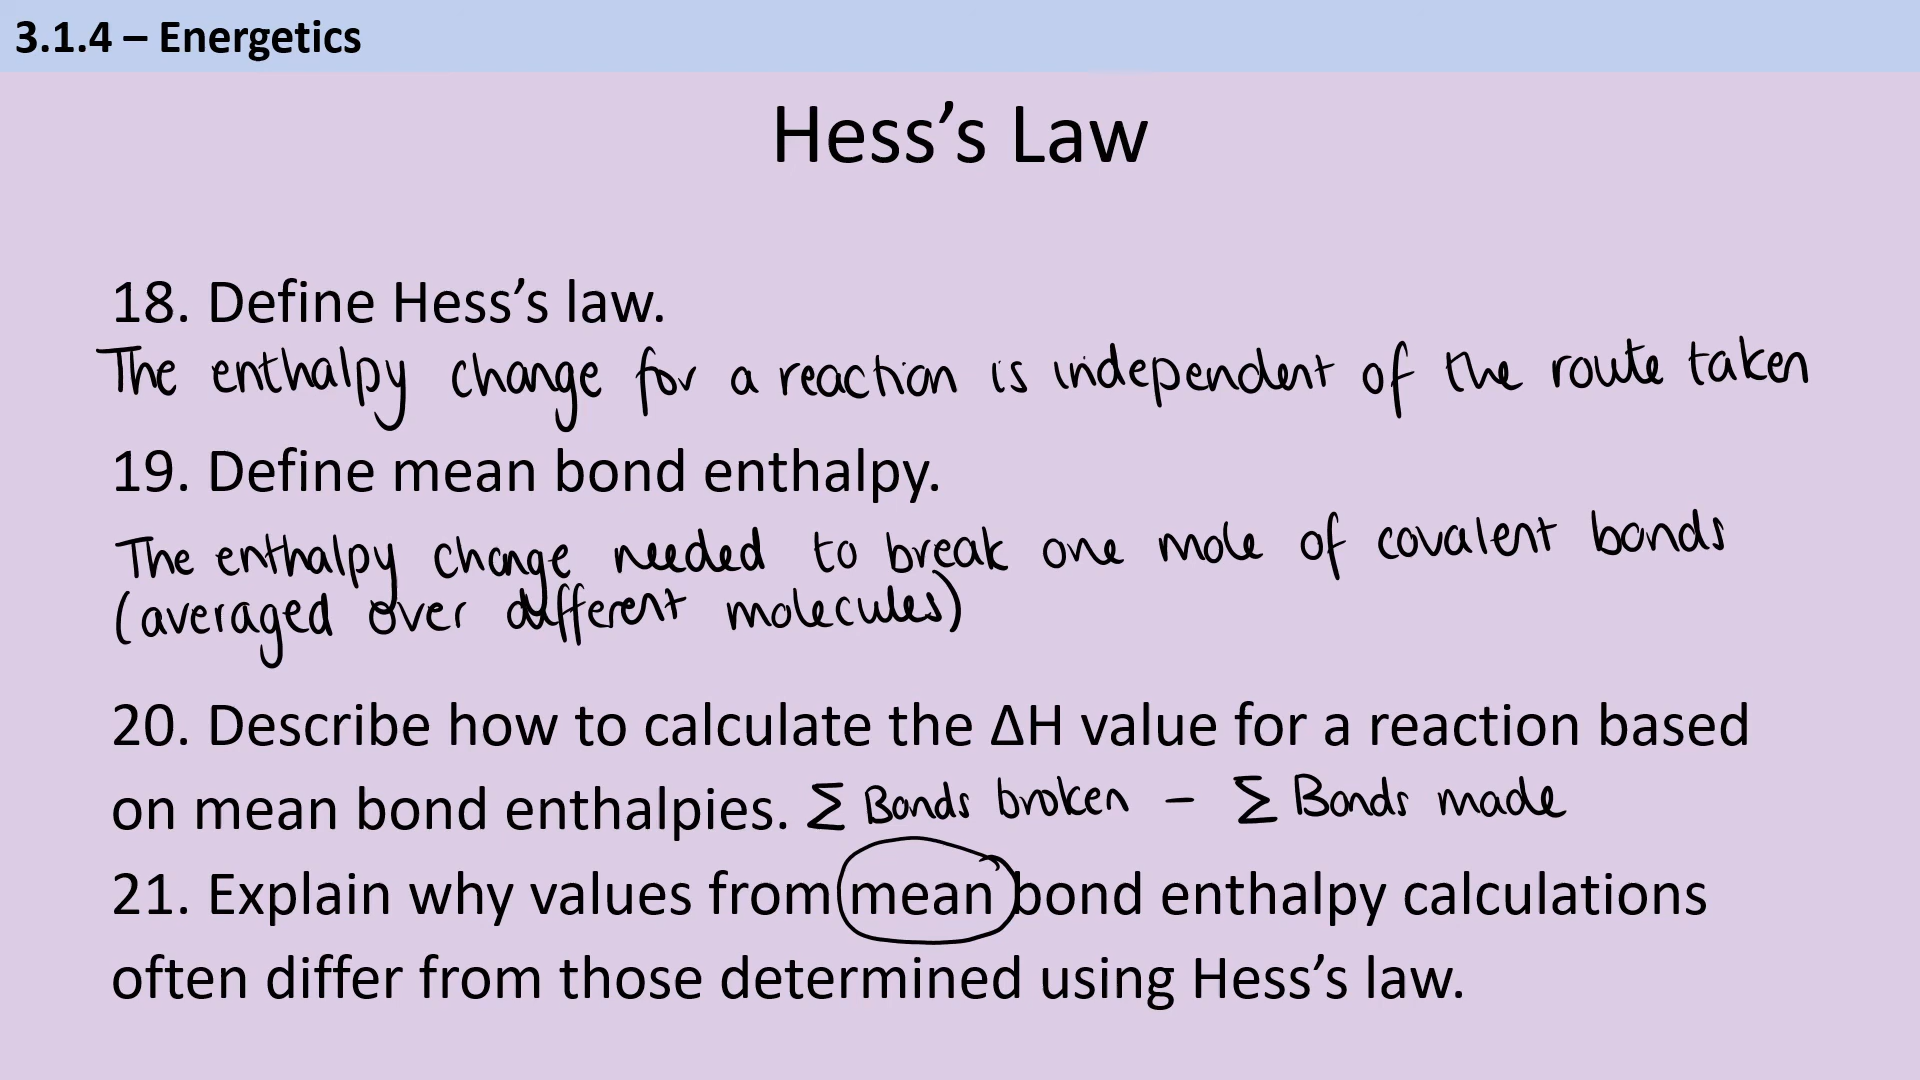 3.1.4 – Energetics
Hess’s Law
18. Define Hess’s law.
The enthalpy change for a reaction is independent of the route taken
19. Define mean bond enthalpy.
The enthalpy change needed to break one mole of covalent bonds
(averaged over different molecules)
20. Describe how to calculate the ΔH value for a reaction based
on mean bond enthalpies. Σ Bonds broken – Σ Bonds made
21. Explain why values from mean bond enthalpy calculations
often differ from those determined using Hess’s law.